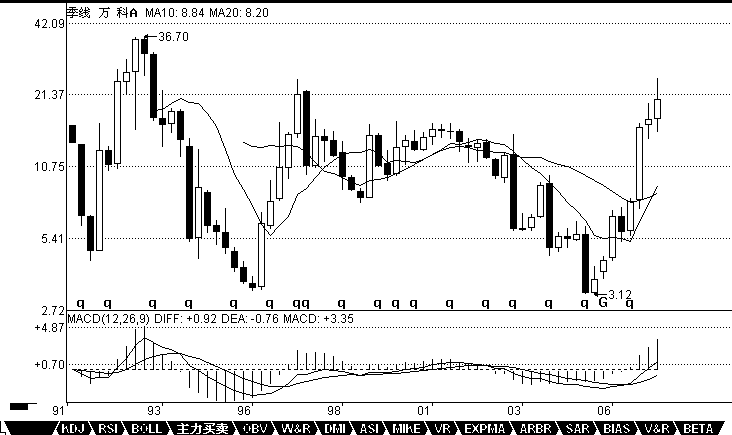 季线 万 科A MA10: 8.84 MA20: 8.20
42.09
36.70
21.37
10.75
5.41
3.12
q q q q q q qq q q q q q q q q G q
2.72
MACD(12,26,9) DIFF: +0.92 DEA: -0.76 MACD: +3.35
+4.87
+0.70
91 93 96 98 01 03 06
KDJ RSI BOLL 主力买卖 OBV W&R DMI ASI MIKE VR EXPMA ARBR SAR BIAS V&R BETA